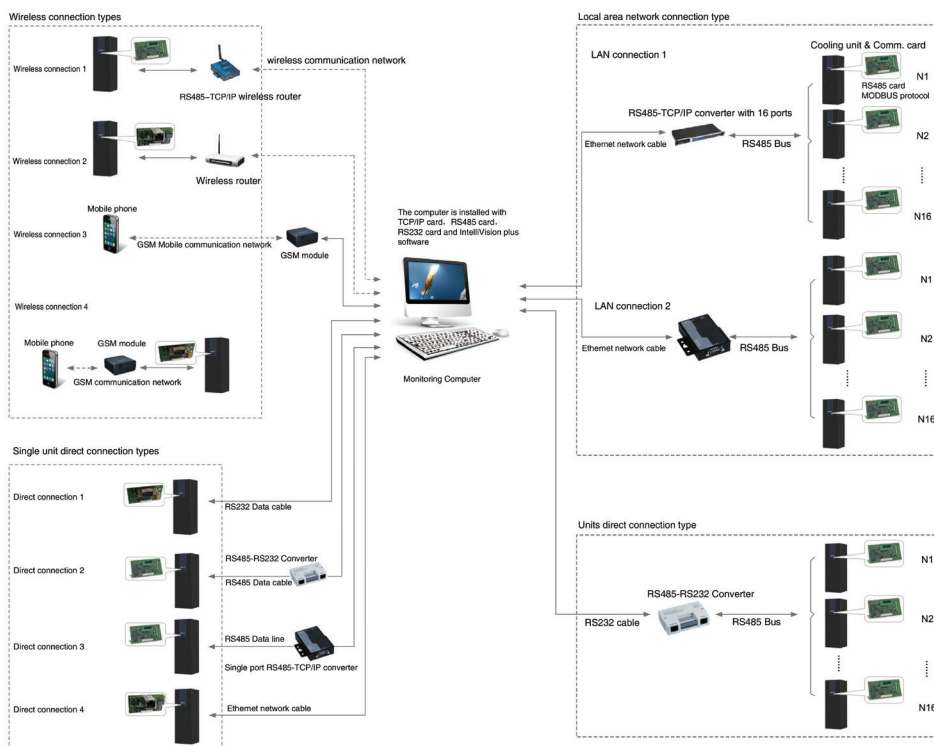 Wireless connection types
Wireless connection 1
RS485-TCP/IP wireless router
wireless communication network
Wireless connection 2
Wireless router
Mobile phone
Wireless connection 3
GSM Mobile communication network
GSM module
Wireless connection 4
Mobile phone
GSM module
GSM communication network
The computer is installed with
TCP/IP card, RS485 card,
RS232 card and IntelliVision plus
software
Monitoring Computer
Single unit direct connection types
Direct connection 1
RS232 Data cable
Direct connection 2
RS485-RS232 Converter
RS485 Data cable
Direct connection 3
RS485 Data line
Single port RS485-TCP/IP converter
Direct connection 4
Ethernet network cable
Local area network connection type
LAN connection 1
Cooling unit & Comm. card
N1
RS485 card
MODBUS protocol
RS485-TCP/IP converter with 16 ports
Ethernet network cable
RS485 Bus
N2
N16
LAN connection 2
Ethernet network cable
RS485 Bus
N1
N2
N16
Units direct connection type
RS485-RS232 Converter
RS232 cable
RS485 Bus
N1
N2
N16